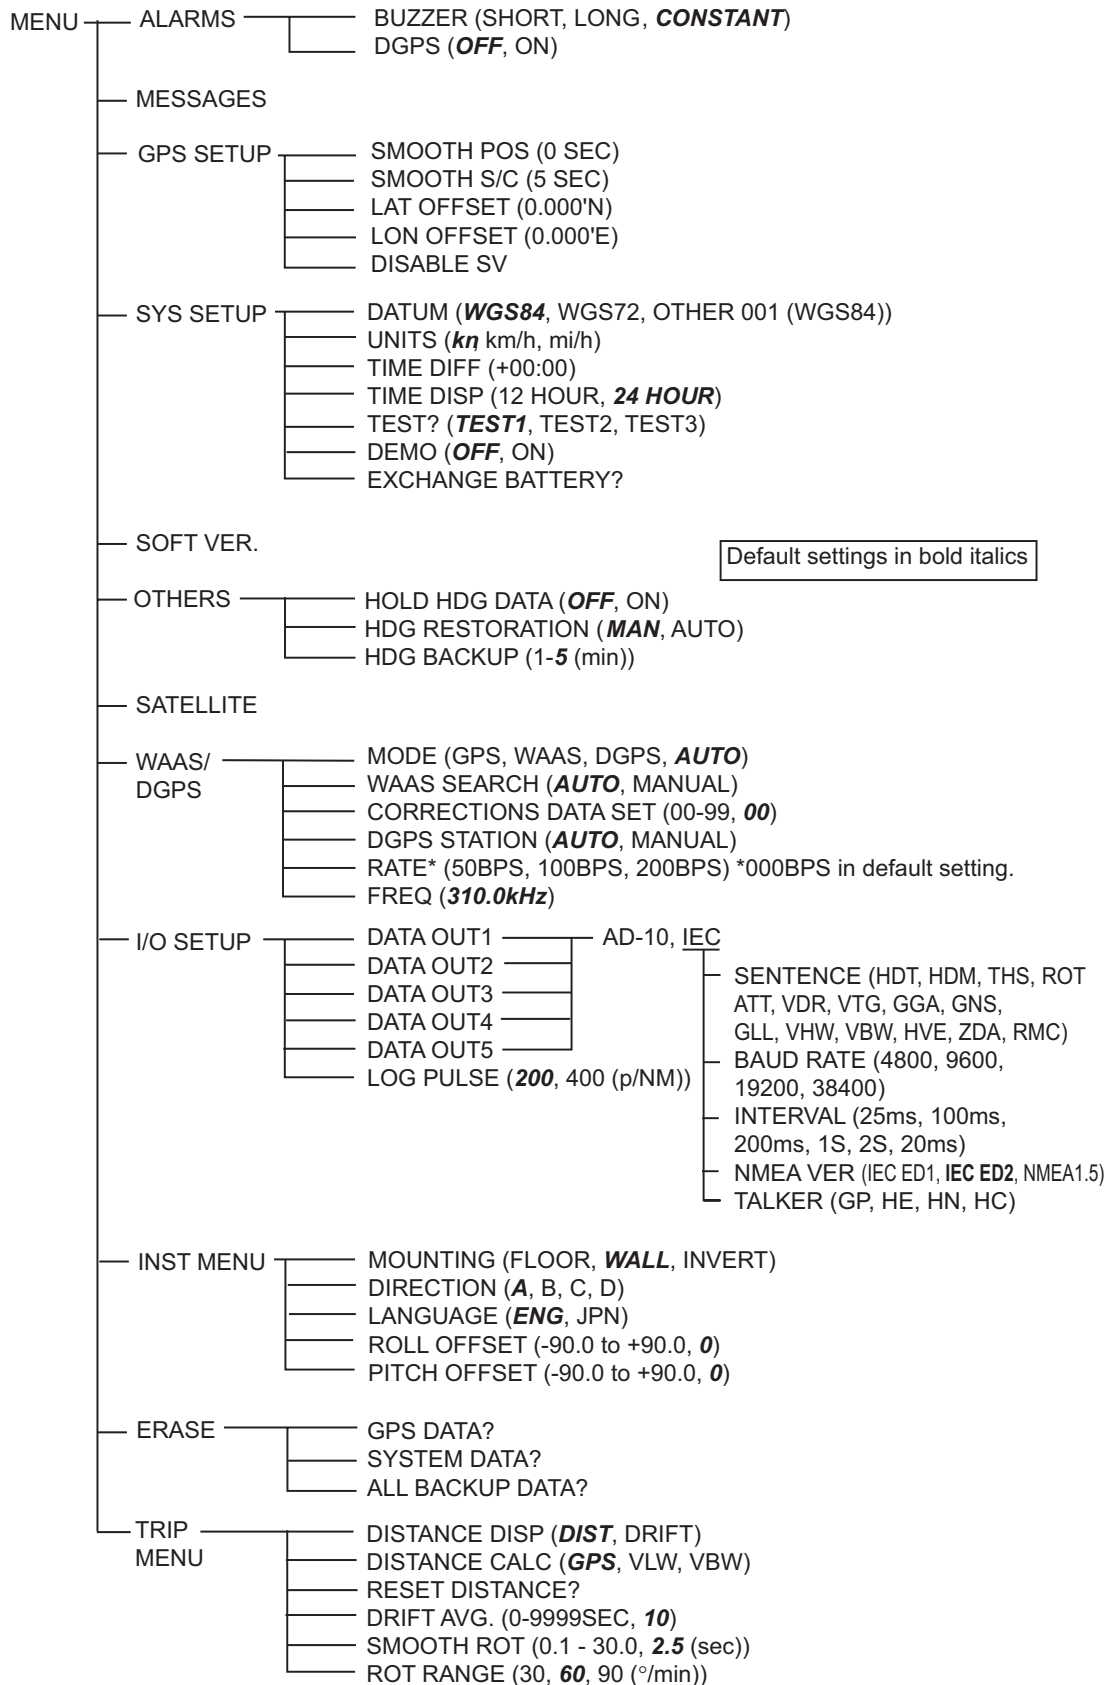 MENU
ALARMS
BUZZER (SHORT, LONG, CONSTANT)
DGPS (OFF, ON)
MESSAGES
GPS SETUP
SMOOTH POS (0 SEC)
SMOOTH S/C (5 SEC)
LAT OFFSET (0.000'N)
LON OFFSET (0.000'E)
DISABLE SV
SYS SETUP
DATUM (WGS84, WGS72, OTHER 001 (WGS84))
UNITS (kn, km/h, mi/h)
TIME DIFF (+00:00)
TIME DISP (12 HOUR, 24 HOUR)
TEST? (TEST1, TEST2, TEST3)
DEMO (OFF, ON)
EXCHANGE BATTERY?
SOFT VER.
Default settings in bold italics
OTHERS
HOLD HDG DATA (OFF, ON)
HDG RESTORATION (MAN, AUTO)
HDG BACKUP (1-5 (min))
SATELLITE
WAAS/
DGPS
MODE (GPS, WAAS, DGPS, AUTO)
WAAS SEARCH (AUTO, MANUAL)
CORRECTIONS DATA SET (00-99, 00)
DGPS STATION (AUTO, MANUAL)
RATE* (50BPS, 100BPS, 200BPS) *000BPS in default setting.
FREQ (310.0kHz)
I/O SETUP
DATA OUT1
DATA OUT2
DATA OUT3
DATA OUT4
DATA OUT5
LOG PULSE (200, 400 (p/NM))
AD-10, IEC
SENTENCE (HDT, HDM, THS, ROT
ATT, VDR, VTG, GGA, GNS,
GLL, VHW, VBW, HVE, ZDA, RMC)
BAUD RATE (4800, 9600,
19200, 38400)
INTERVAL (25ms, 100ms,
200ms, 1S, 2S, 20ms)
NMEA VER (IEC ED1, IEC ED2, NMEA1.5)
TALKER (GP, HE, HN, HC)
INST MENU
MOUNTING (FLOOR, WALL, INVERT)
DIRECTION (A, B, C, D)
LANGUAGE (ENG, JPN)
ROLL OFFSET (-90.0 to +90.0, 0)
PITCH OFFSET (-90.0 to +90.0, 0)
ERASE
GPS DATA?
SYSTEM DATA?
ALL BACKUP DATA?
TRIP
MENU
DISTANCE DISP (DIST, DRIFT)
DISTANCE CALC (GPS, VLW, VBW)
RESET DISTANCE?
DRIFT AVG. (0-9999SEC, 10)
SMOOTH ROT (0.1 - 30.0, 2.5 (sec))
ROT RANGE (30, 60, 90 (°/min))